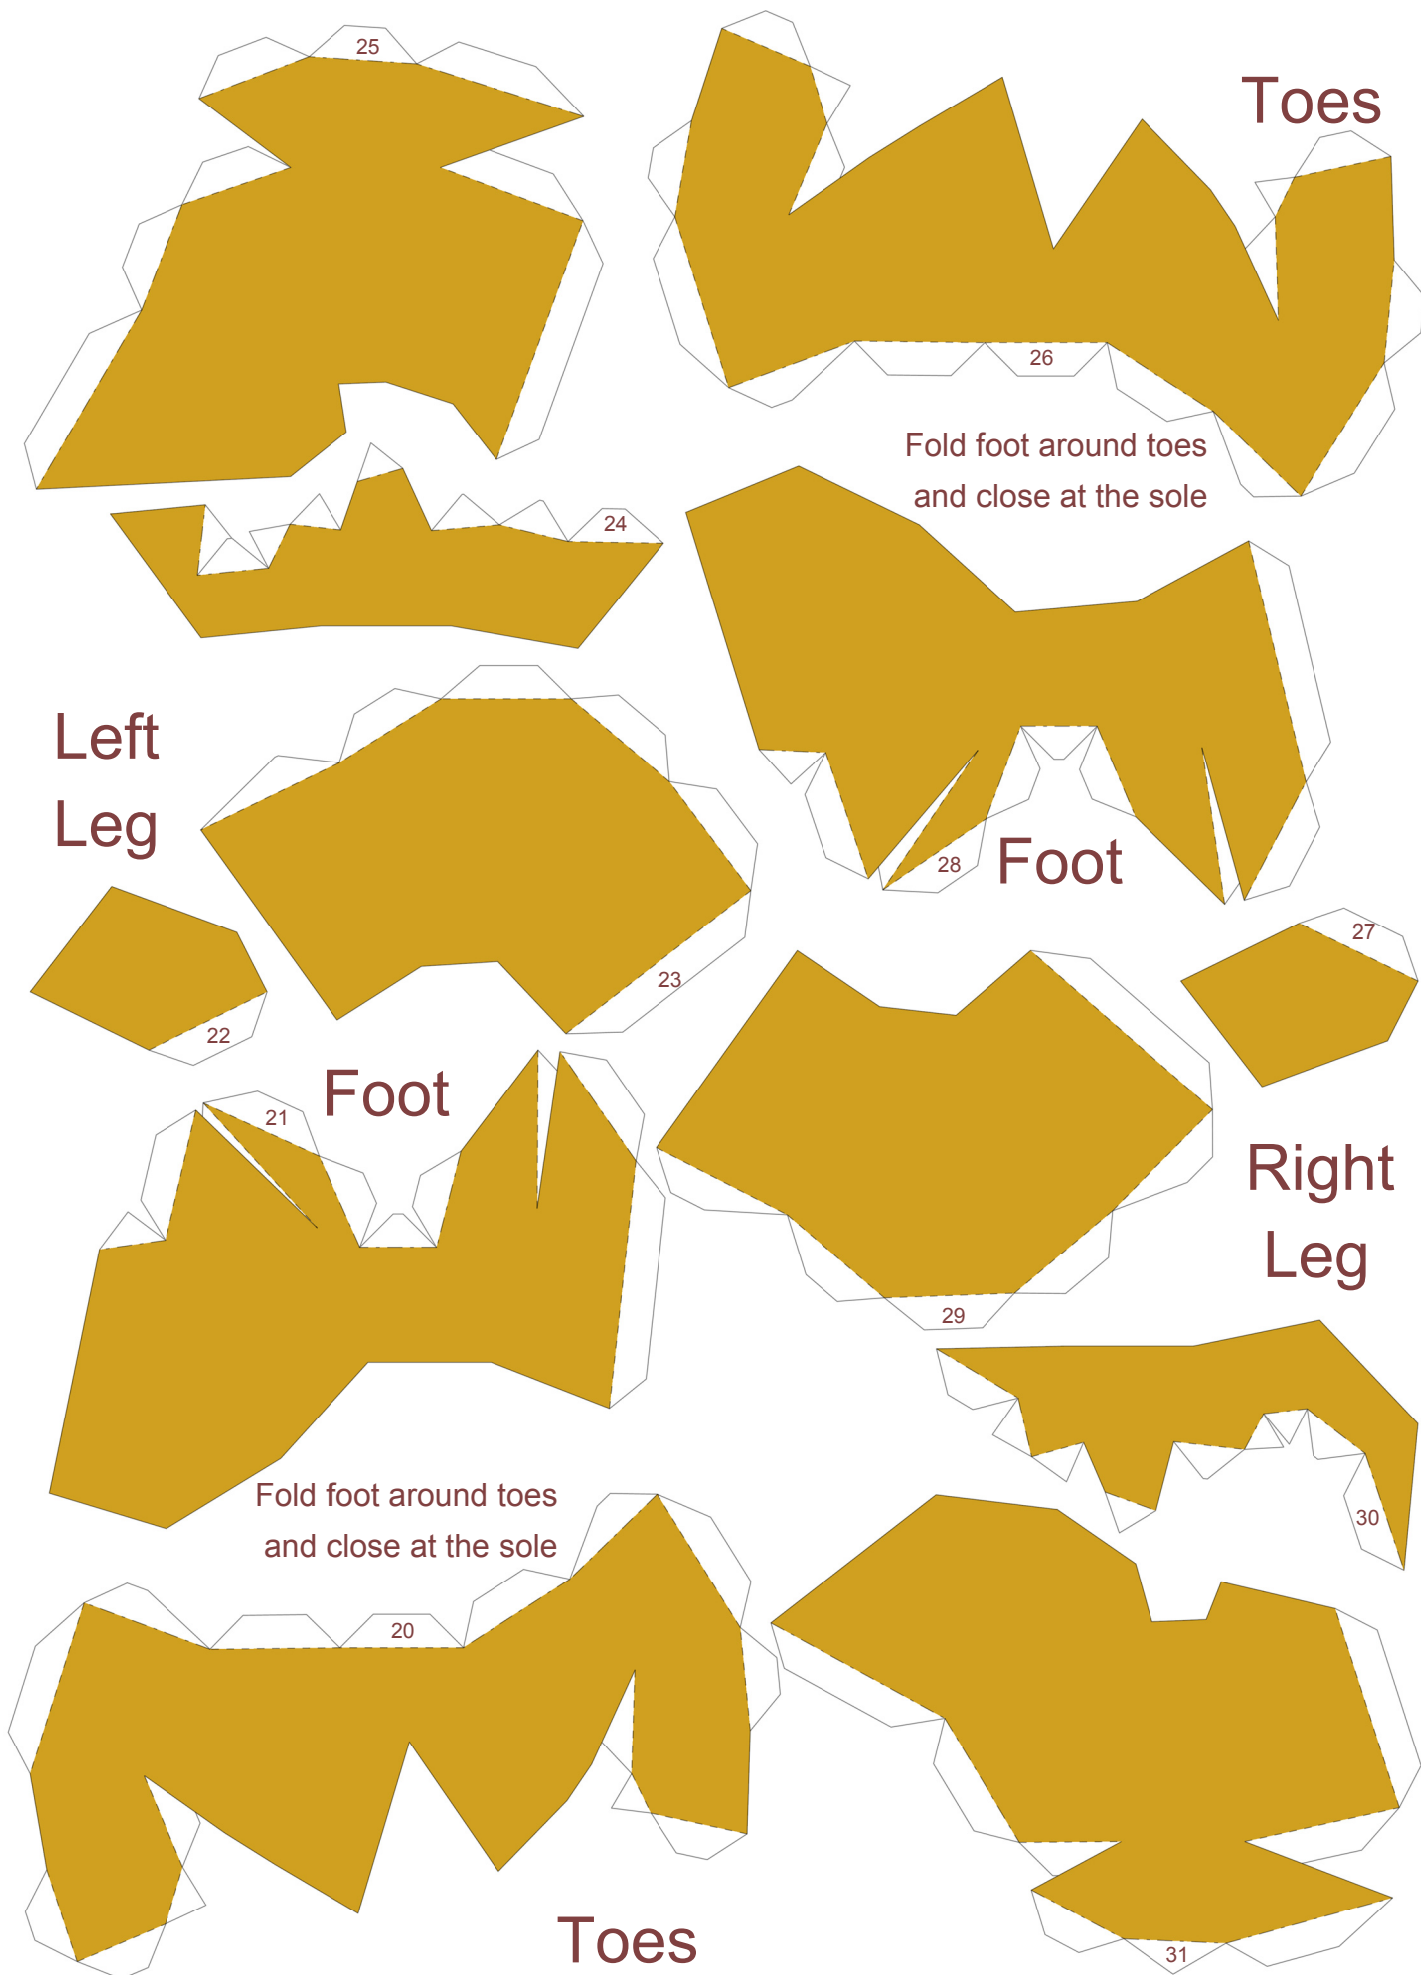 25
Toes
26
Fold foot around toes
and close at the sole
24
Left
Leg
28
Foot
27
23
22
Foot
21
Right
Leg
29
Fold foot around toes
and close at the sole
30
20
Toes
31